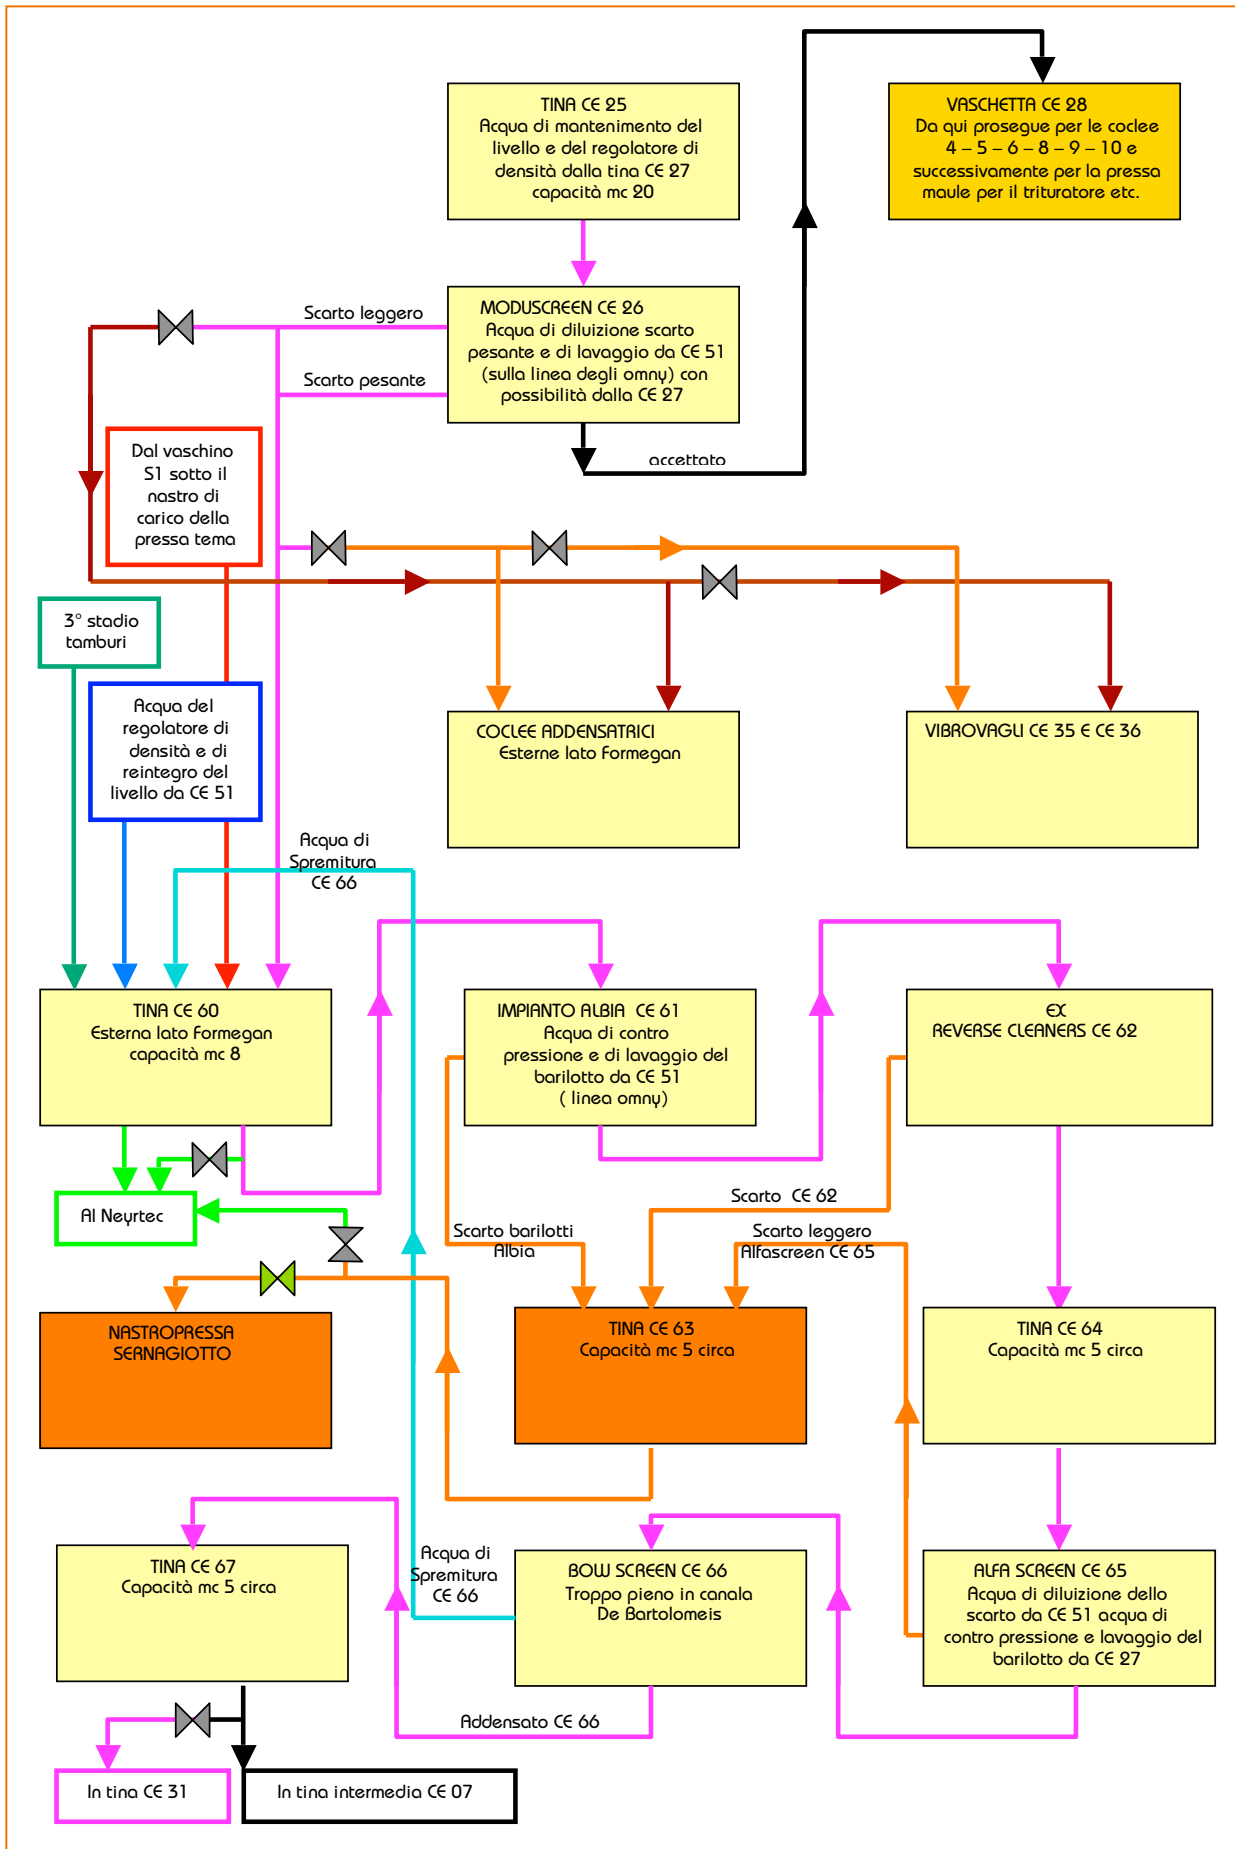 TINA CE 25
Acqua di mantenimento del
livello e del regolatore di
densità dalla tina CE 27
capacità mc 20
VASCHETTA CE 28
Da qui prosegue per le coclee
4 – 5 – 6 – 8 – 9 – 10 e
successivamente per la pressa
maule per il trituratore etc.
Scarto leggero
MODUSCREEN CE 26
Acqua di diluizione scarto
pesante e di lavaggio da CE 51
(sulla linea degli omny) con
possibilità dalla CE 27
Scarto pesante
accettato
Dal vaschino
S1 sotto il
nastro di
carico della
pressa tema
3° stadio
tamburi
Acqua del
regolatore di
densità e di
reintegro del
livello da CE 51
COCLEE ADDENSATRICI
Esterne lato Formegan
VIBROVAGLI CE 35 E CE 36
Acqua di
Spremitura
CE 66
TINA CE 60
Esterna lato Formegan
capacità mc 8
IMPIANTO ALBIA  CE 61
Acqua di contro
pressione e di lavaggio del
barilotto da CE 51
( linea omny)
EX
REVERSE CLEANERS CE 62
Al Neyrtec
Scarto  CE 62
Scarto barilotti
Albia
Scarto leggero
Alfascreen CE 65
NASTROPRESSA
SERNAGIOTTO
TINA CE 63
Capacità mc 5 circa
TINA CE 64
Capacità mc 5 circa
TINA CE 67
Capacità mc 5 circa
Acqua di
Spremitura
CE 66
BOW SCREEN CE 66
Troppo pieno in canala
De Bartolomeis
ALFA SCREEN CE 65
Acqua di diluizione dello
scarto da CE 51 acqua di
contro pressione e lavaggio del
barilotto da CE 27
Addensato CE 66
In tina CE 31
In tina intermedia CE 07